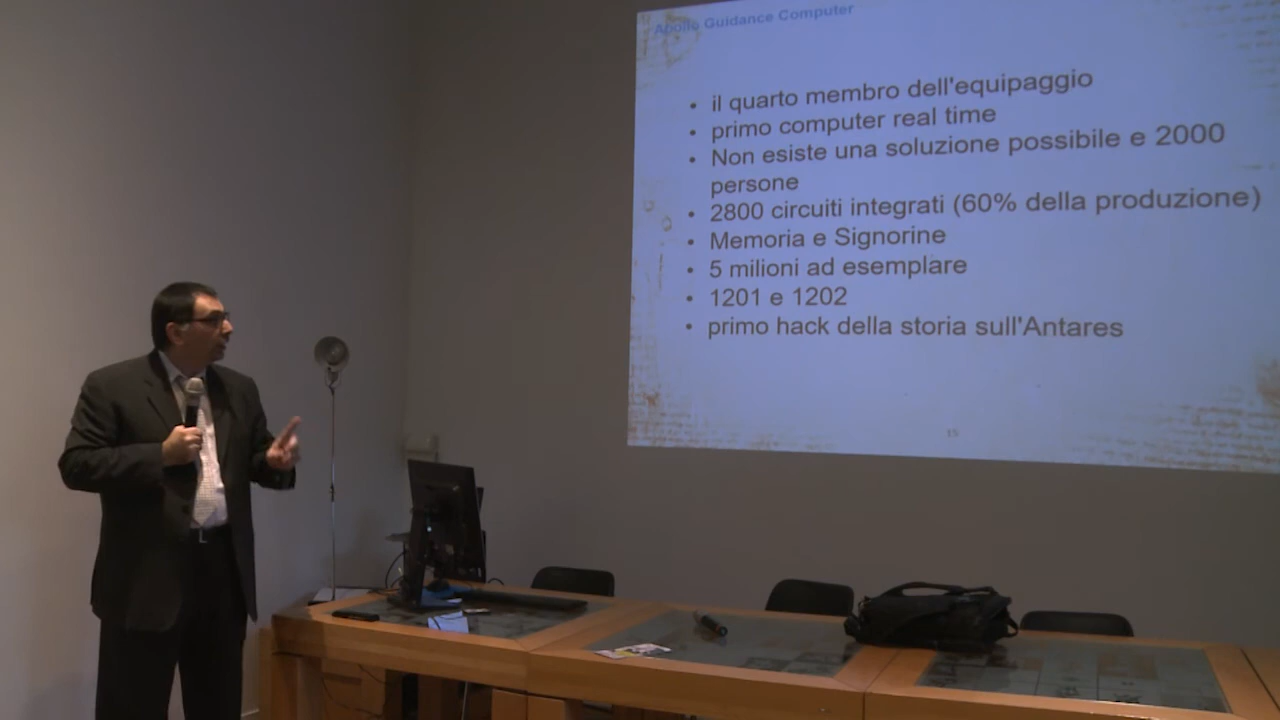 Apollo Guidance Computer
• il quarto membro dell'equipaggio
• primo computer real time
• Non esiste una soluzione possibile e 2000
persone
• 2800 circuiti integrati (60% della produzione)
• Memoria e Signorine
• 5 milioni ad esemplare
• 1201 e 1202
• primo hack della storia sull'Antares
15